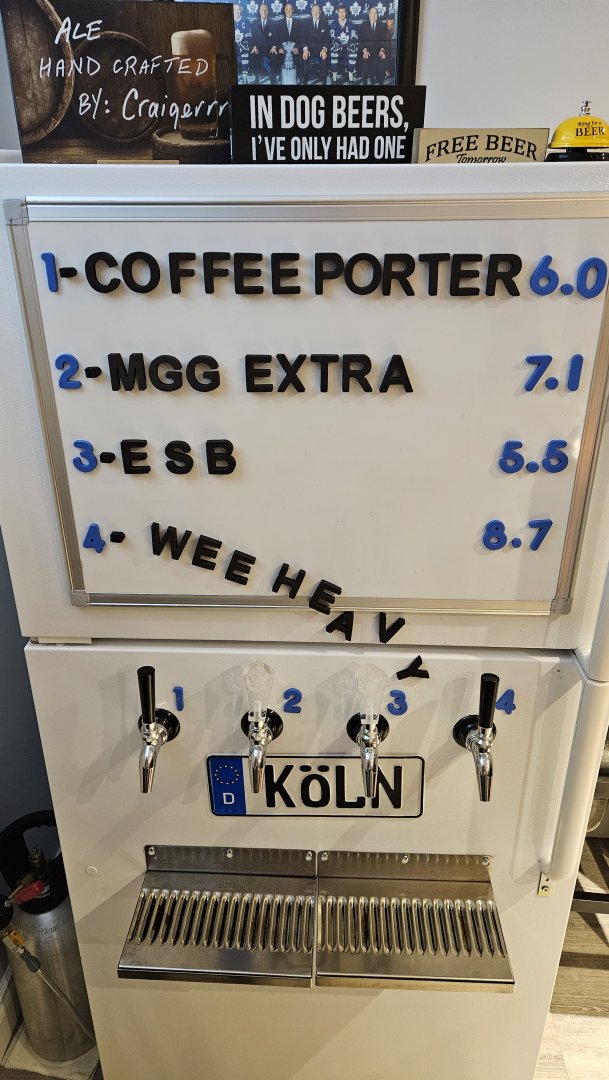 ALE
HAND CRAFTED
BY: Craigerrr
IN DOG BEERS,
I'VE ONLY HAD ONE
FREE BEER
Tomorrow
Ring for a
BEER
1-COFFEE PORTER 6.0
2-MGG EXTRA 7.1
3-ESB 5.5
4- WEE HEAVY 8.7
1 2 3 4
D KÖLN